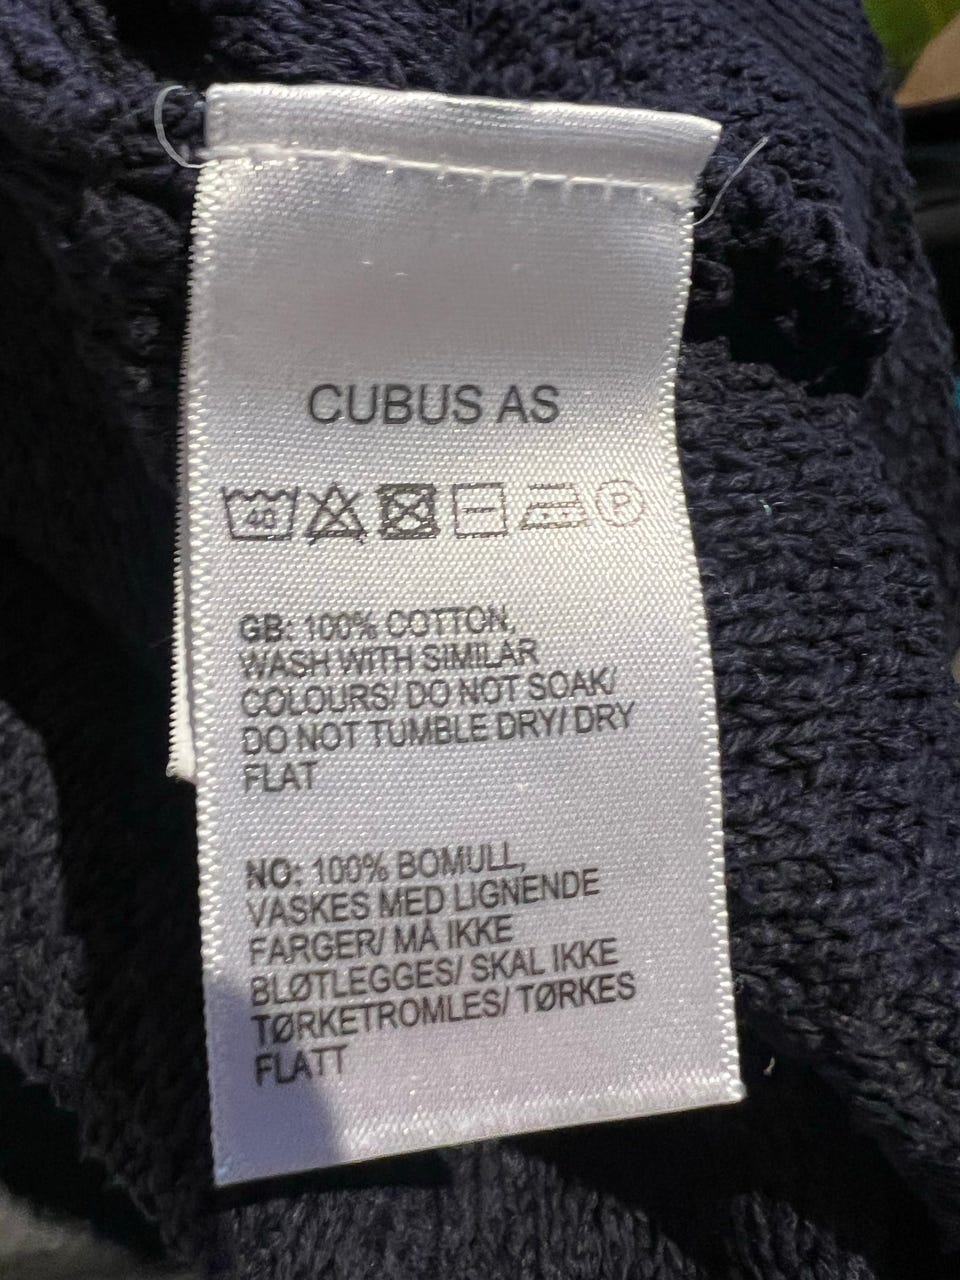 CUBUS AS
40 P
GB: 100% COTTON,
WASH WITH SIMILAR
COLOURS/ DO NOT SOAK/
DO NOT TUMBLE DRY/ DRY
FLAT
NO: 100% BOMULL,
VASKES MED LIGNENDE
FARGER/ MÅ IKKE
BLØTLEGGES/ SKAL IKKE
TØRKETROMLES/ TØRKES
FLATT